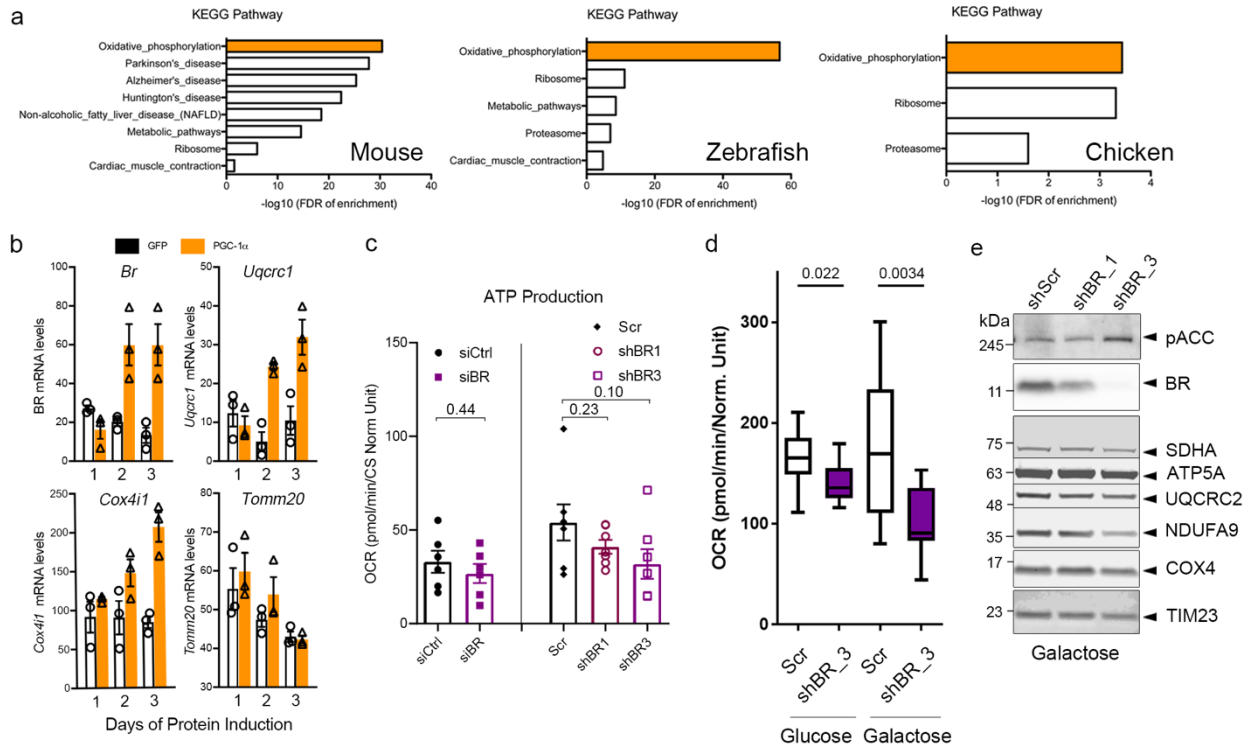 a
KEGG Pathway
Oxidative_phosphorylation
Parkinson's_disease
Alzheimer's_disease
Huntington's_disease
Non-alcoholic_fatty_liver_disease_(NAFLD)
Metabolic_pathways
Ribosome
Cardiac_muscle_contraction
Mouse
0 10 20 30 40
-log10 (FDR of enrichment)
KEGG Pathway
Oxidative_phosphorylation
Ribosome
Metabolic_pathways
Proteasome
Cardiac_muscle_contraction
Zebrafish
0 20 40 60
-log10 (FDR of enrichment)
KEGG Pathway
Oxidative_phosphorylation
Ribosome
Proteasome
Chicken
0 1 2 3 4
-log10 (FDR of enrichment)
b
GFP PGC-1α
Br
BR mRNA levels
100
80
60
40
20
0
1 2 3
Uqcrc1
Uqcrc1 mRNA levels
50
40
30
20
10
0
1 2 3
Cox4i1
Cox4i1 mRNA levels
250
200
150
100
50
0
1 2 3
Tomm20
Tomm20 mRNA levels
80
70
60
50
40
30
1 2 3
Days of Protein Induction
c
ATP Production
OCR (pmol/min/CS Norm Unit)
150
100
50
0
siCtrl
siBR
0.44
Scr
shBR1
shBR3
0.10
0.23
siCtrl
siBR
Scr
shBR1
shBR3
d
OCR (pmol/min/Norm. Unit)
0.022 0.0034
300
200
100
0
Scr
shBR_3
Scr
shBR_3
Glucose Galactose
e
shScr
shBR_1
shBR_3
kDa
245
pACC
11
BR
75
SDHA
63
ATP5A
48
UQCRC2
35
NDUFA9
17
COX4
23
TIM23
Galactose